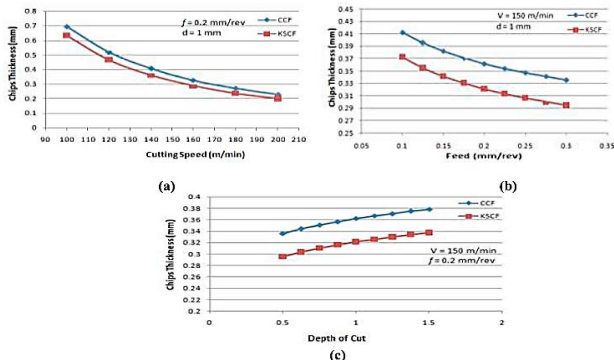 Chips Thickness(mm)
0.8
0.7
0.6
0.5
0.4
0.3
0.2
0.1
0
f = 0.2 mm/rev
d = 1 mm
CCF
KSCF
90 100 110 120 130 140 150 160 170 180 190 200 210
Cutting Speed (m/min)
(a)
Chips Thickness(mm)
0.45
0.43
0.41
0.39
0.37
0.35
0.33
0.31
0.29
0.27
0.25
V = 150 m/min
d = 1 mm
CCF
KSCF
0.05 0.1 0.15 0.2 0.25 0.3 0.35
Feed (mm/rev)
(b)
Chips Thickness(mm)
0.4
0.38
0.36
0.34
0.32
0.3
0.28
0.26
0.24
0.22
0.2
CCF
KSCF
V = 150 m/min
f = 0.2 mm/rev
0 0.5 1 1.5 2
Depth of Cut
(c)